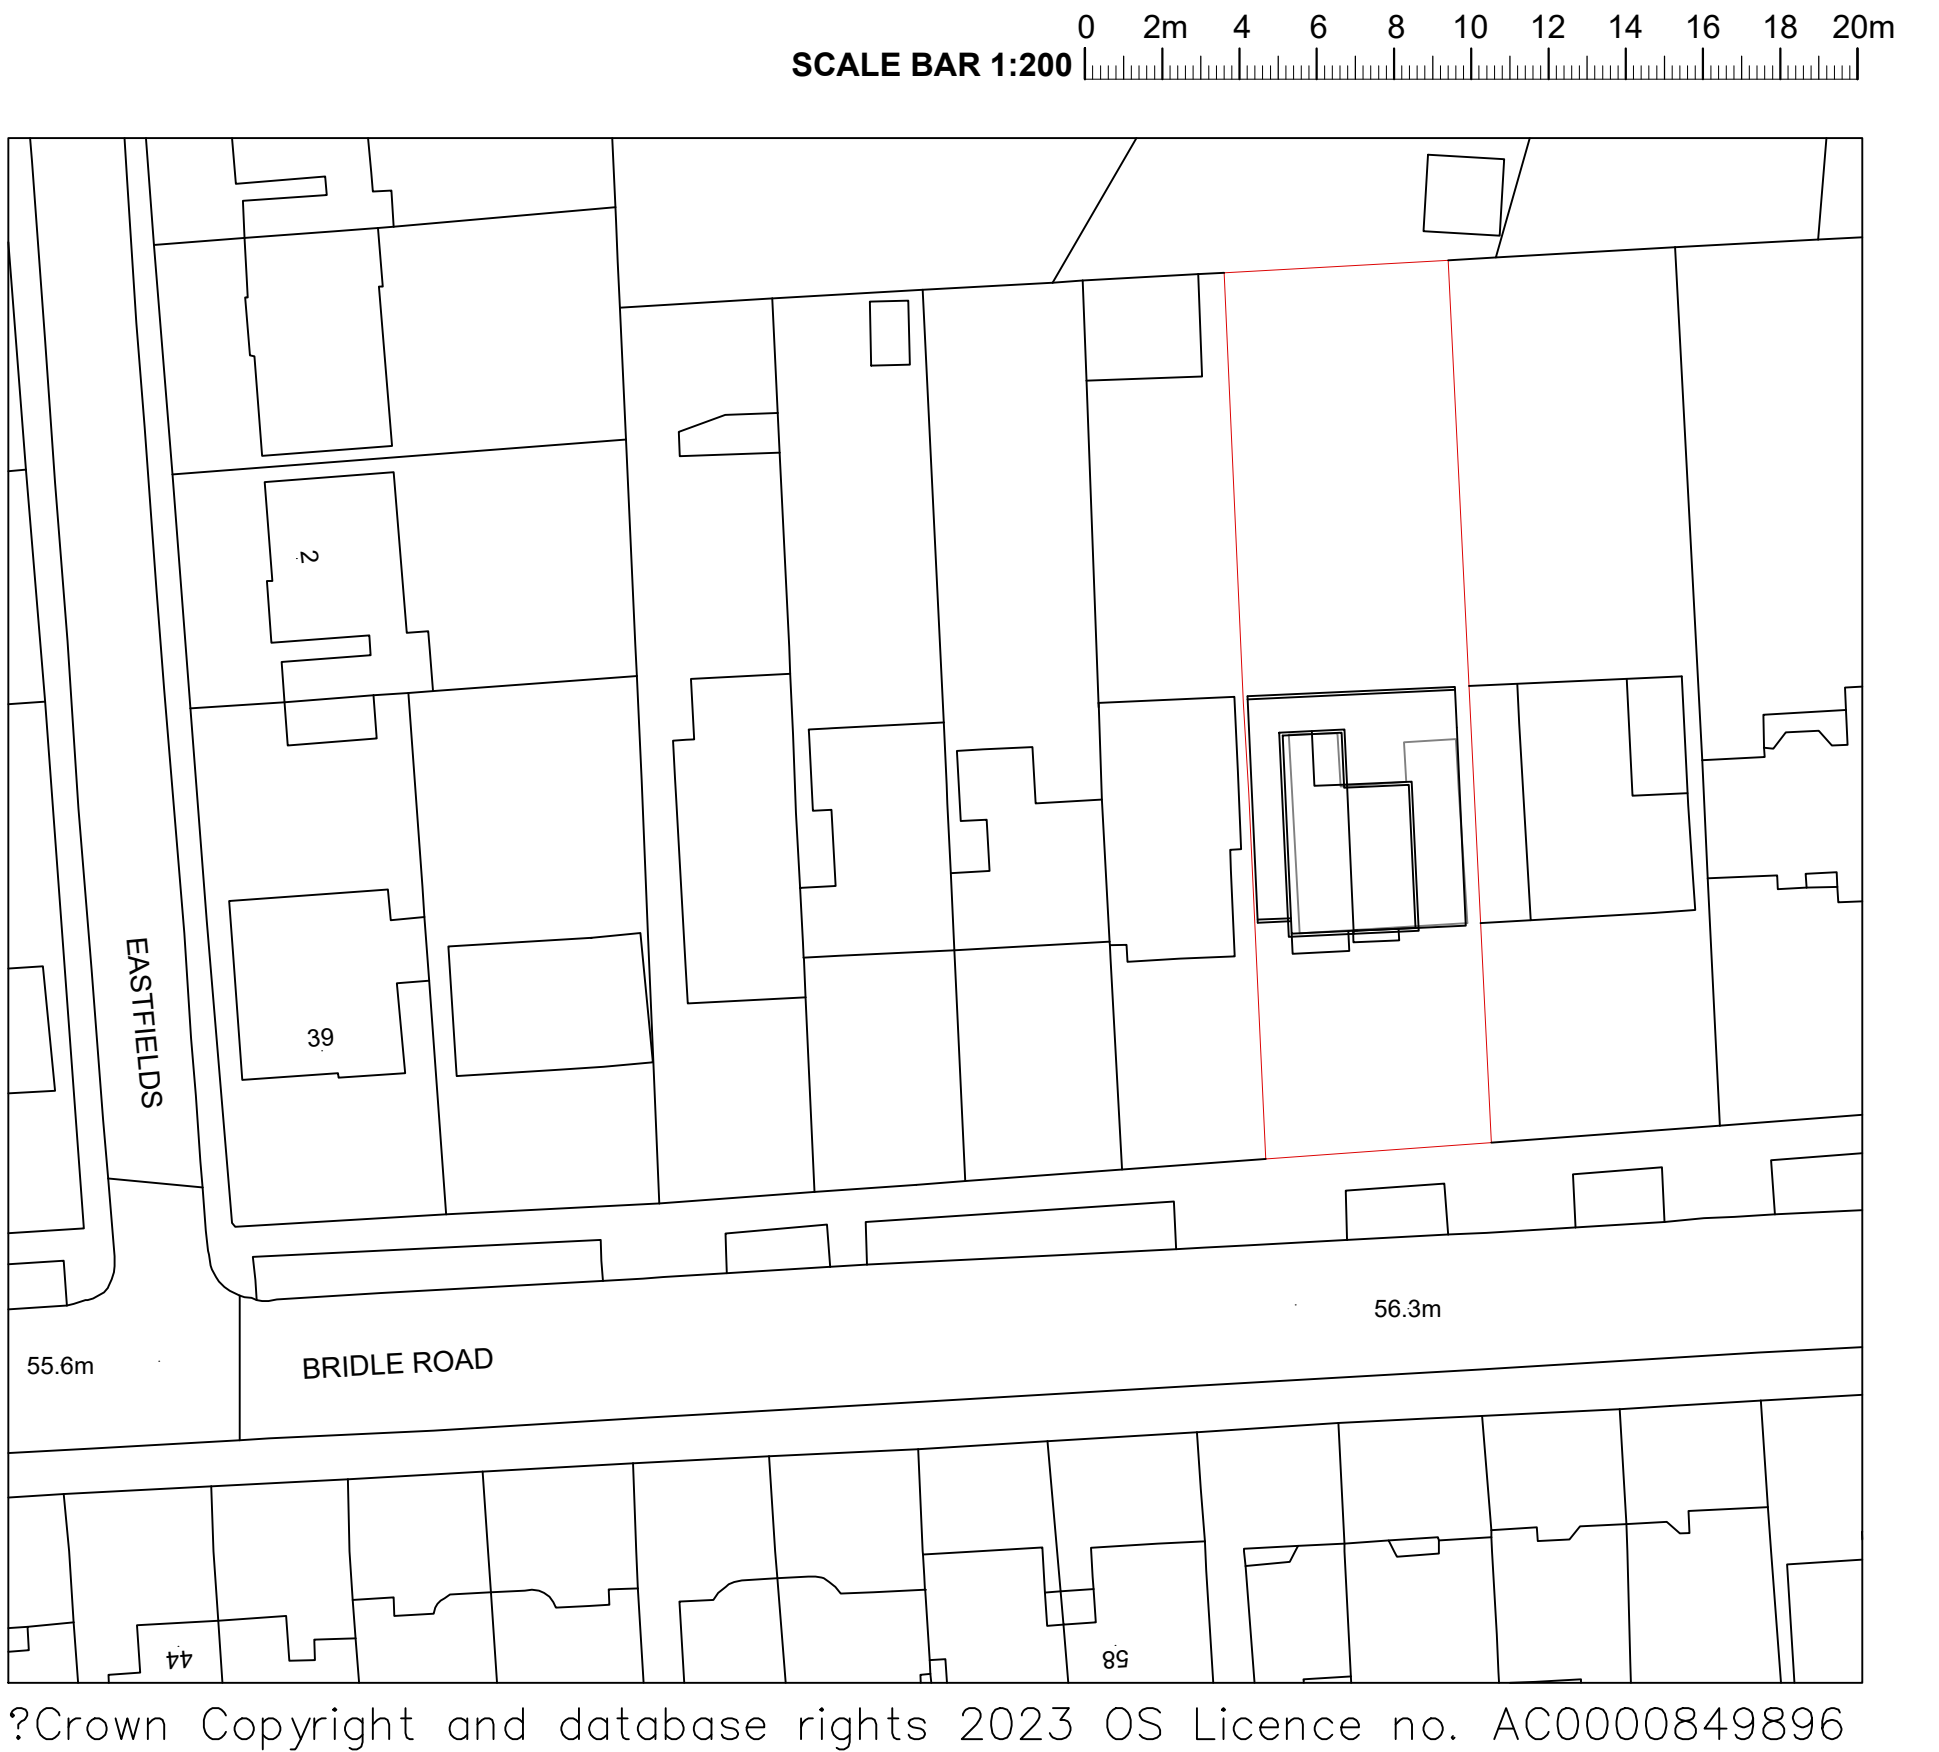 0 2m 4 6 8 10 12 14 16 18 20m
SCALE BAR 1:200
2
EASTFIELDS
39
56.3m
55.6m
BRIDLE ROAD
44
58
?Crown Copyright and database rights 2023 OS Licence no. AC0000849896